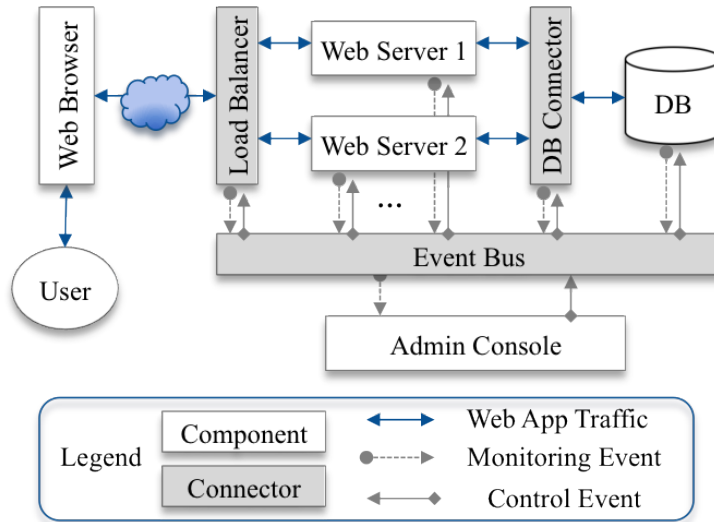 Web Browser
Load Balancer
Web Server 1
Web Server 2
...
DB Connector
DB
User
Event Bus
Admin Console
Legend
Component
Connector
Web App Traffic
Monitoring Event
Control Event